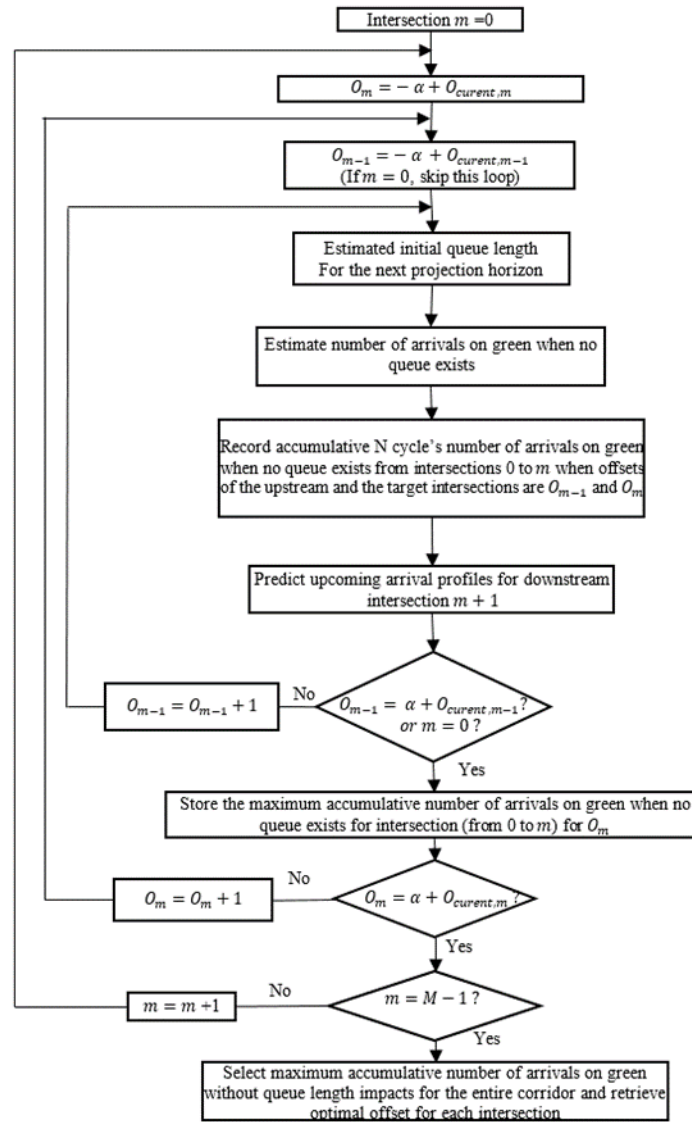 Intersection m =0
O_m = − α + O_curent,m
O_m−1 = − α + O_curent,m−1
(If m = 0, skip this loop)
Estimated initial queue length
For the next projection horizon
Estimate number of arrivals on green when no
queue exists
Record accumulative N cycle's number of arrivals on green
when no queue exists from intersections 0 to m when offsets
of the upstream and the target intersections are O_m−1 and O_m
Predict upcoming arrival profiles for downstream
intersection m + 1
O_m−1 = O_m−1 + 1
No
O_m−1 = α + O_curent,m−1?
or m = 0 ?
Yes
Store the maximum accumulative number of arrivals on green when no
queue exists for intersection (from 0 to m) for O_m
O_m = O_m + 1
No
O_m = α + O_curent,m ?
Yes
m = m +1
No
m = M − 1 ?
Yes
Select maximum accumulative number of arrivals on green
without queue length impacts for the entire corridor and retrieve
optimal offset for each intersection